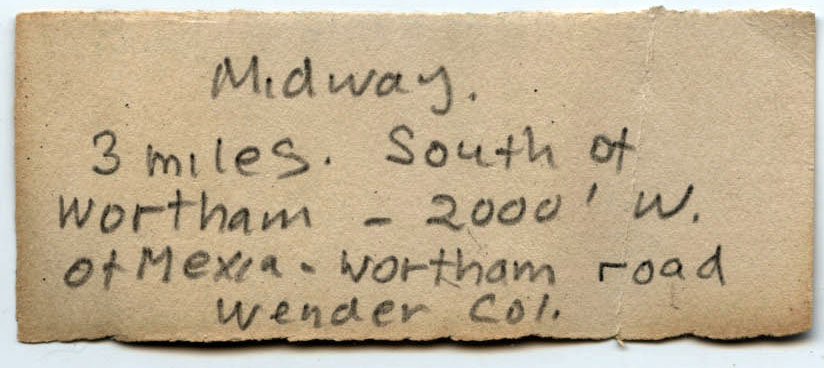 Midway.
3 miles. South of
Wortham - 2000' W.
of Mexia - Wortham road
Wender Col.